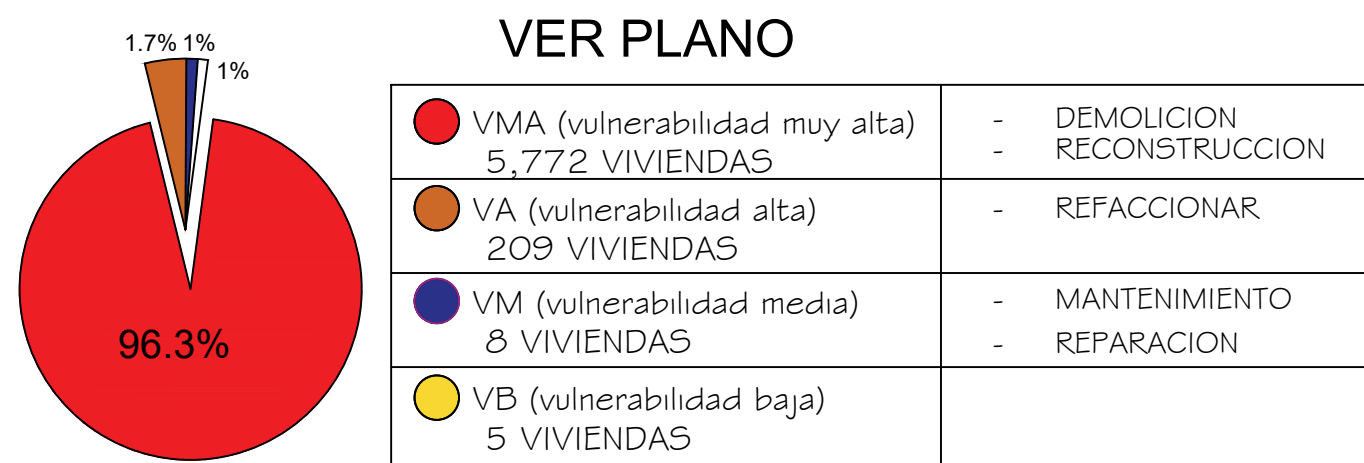 VER PLANO
1.7% 1%
1%
96.3%
VMA (vulnerabilidad muy alta)
5,772 VIVIENDAS
- DEMOLICION
- RECONSTRUCCION
VA (vulnerabilidad alta)
209 VIVIENDAS
- REFACCIONAR
VM (vulnerabilidad media)
8 VIVIENDAS
- MANTENIMIENTO
- REPARACION
VB (vulnerabilidad baja)
5 VIVIENDAS